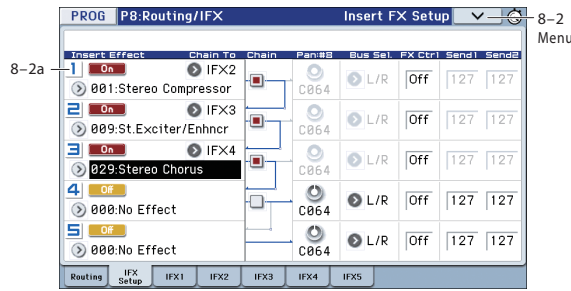 PROG P8:Routing/IFX Insert FX Setup
8–2
Menu
Insert Effect Chain To Chain Pan:#8 Bus Sel. FX Ctrl Send1 Send2
8–2a
1 On IFX2
001:Stereo Compressor C064 L/R Off 127 127
2 On IFX3
009:St.Exciter/Enhncr C064 L/R Off 127 127
3 On IFX4
029:Stereo Chorus C064 L/R Off 127 127
4 Off
000:No Effect C064 L/R Off 127 127
5 Off
000:No Effect C064 L/R Off 127 127
Routing IFX Setup IFX1 IFX2 IFX3 IFX4 IFX5